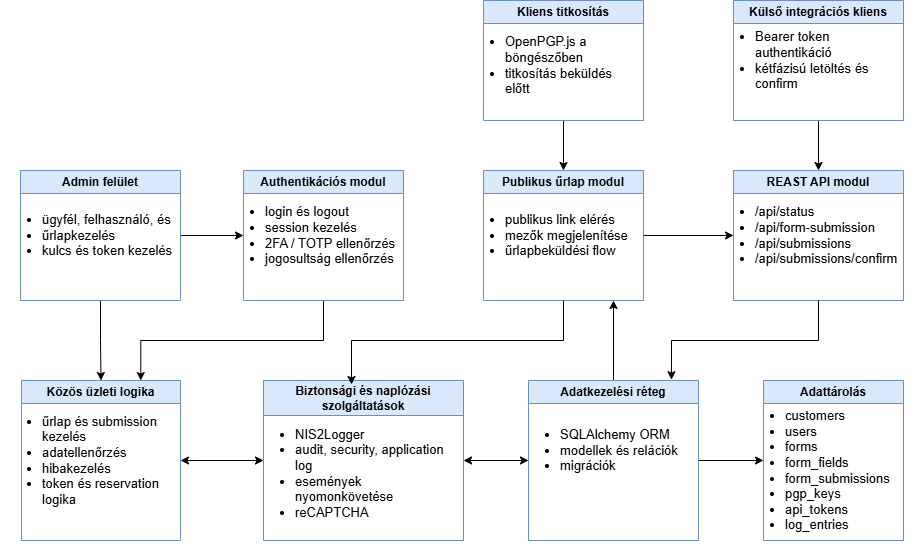 Kliens titkosítás
OpenPGP.js a
böngészőben
titkosítás beküldés
előtt
Külső integrációs kliens
Bearer token
authentikáció
kétfázisú letöltés és
confirm
Admin felület
ügyfél, felhasználó, és
űrlapkezelés
kulcs és token kezelés
Authentikációs modul
login és logout
session kezelés
2FA / TOTP ellenőrzés
jogosultság ellenőrzés
Publikus űrlap modul
publikus link elérés
mezők megjelenítése
űrlapbeküldési flow
REAST API modul
/api/status
/api/form-submission
/api/submissions
/api/submissions/confirm
Közös üzleti logika
űrlap és submission
kezelés
adatellenőrzés
hibakezelés
token és reservation
logika
Biztonsági és naplózási
szolgáltatások
NIS2Logger
audit, security, application
log
események
nyomonkövetése
reCAPTCHA
Adatkezelési réteg
SQLAlchemy ORM
modellek és relációk
migrációk
Adattárolás
customers
users
forms
form_fields
form_submissions
pgp_keys
api_tokens
log_entries